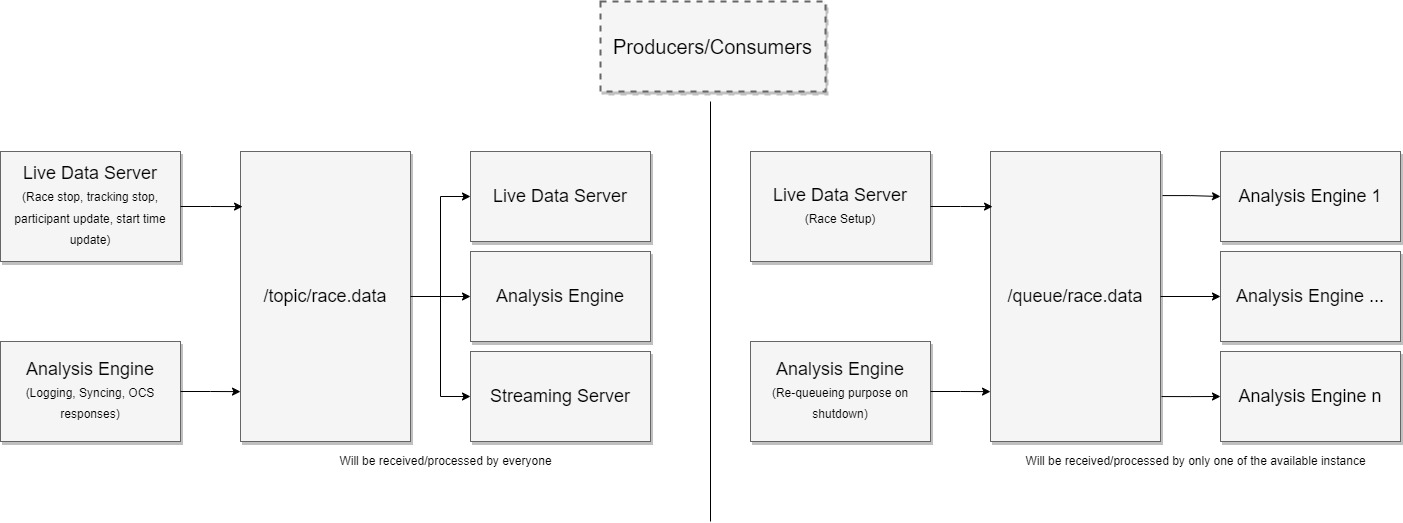 Producers/Consumers
Live Data Server
(Race stop, tracking stop,
participant update, start time
update)
Analysis Engine
(Logging, Syncing, OCS
responses)
/topic/race.data
Live Data Server
Analysis Engine
Streaming Server
Will be received/processed by everyone
Live Data Server
(Race Setup)
Analysis Engine
(Re-queueing purpose on
shutdown)
/queue/race.data
Analysis Engine 1
Analysis Engine ...
Analysis Engine n
Will be received/processed by only one of the available instance